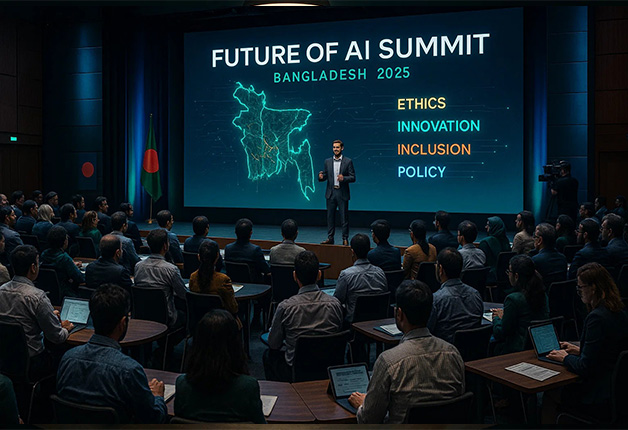 FUTURE OF AI SUMMIT
BANGLADESH 2025
ETHICS
INNOVATION
INCLUSION
POLICY